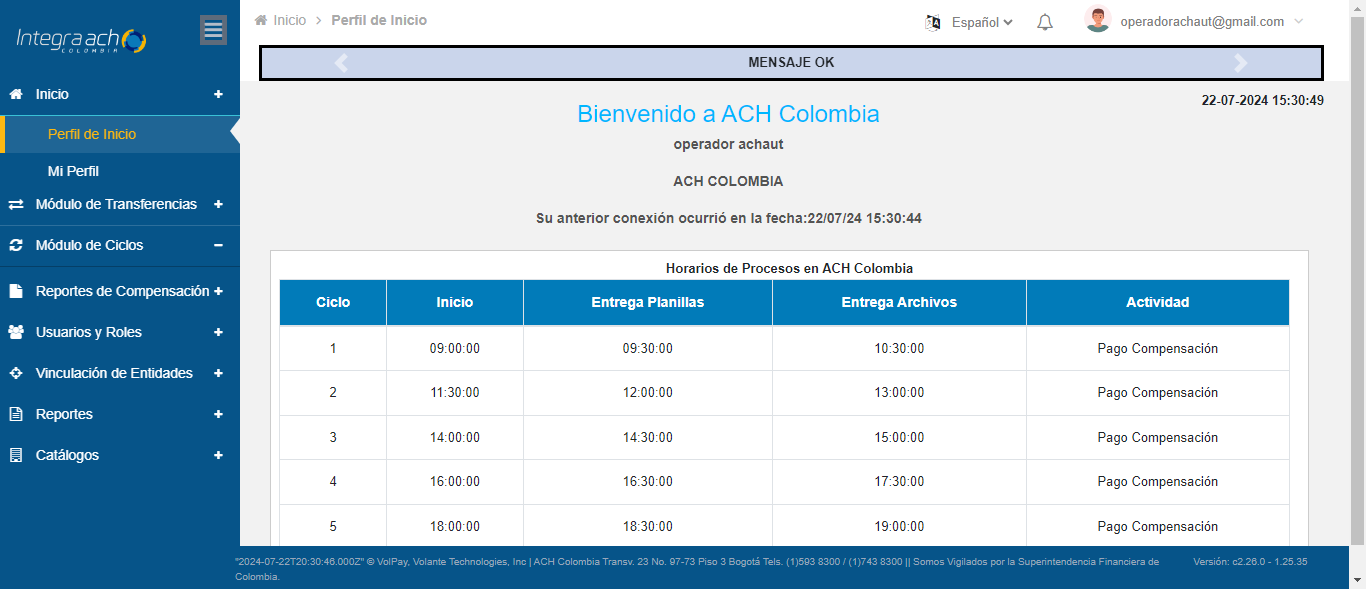 Integra ach
COLOMBIA
Inicio
Perfil de Inicio
Mi Perfil
Módulo de Transferencias
Módulo de Ciclos
Reportes de Compensación
Usuarios y Roles
Vinculación de Entidades
Reportes
Catálogos
Inicio > Perfil de Inicio
Español
operadorachaut@gmail.com
MENSAJE OK
22-07-2024 15:30:49
Bienvenido a ACH Colombia
operador achaut
ACH COLOMBIA
Su anterior conexión ocurrió en la fecha:22/07/24 15:30:44
Horarios de Procesos en ACH Colombia
Ciclo Inicio Entrega Planillas Entrega Archivos Actividad
1 09:00:00 09:30:00 10:30:00 Pago Compensación
2 11:30:00 12:00:00 13:00:00 Pago Compensación
3 14:00:00 14:30:00 15:00:00 Pago Compensación
4 16:00:00 16:30:00 17:30:00 Pago Compensación
5 18:00:00 18:30:00 19:00:00 Pago Compensación
"2024-07-22T20:30:46.000Z" © VolPay, Volante Technologies, Inc | ACH Colombia Transv. 23 No. 97-73 Piso 3 Bogotá Tels. (1)593 8300 / (1)743 8300 || Somos Vigilados por la Superintendencia Financiera de
Colombia.
Versión: c2.26.0 - 1.25.35